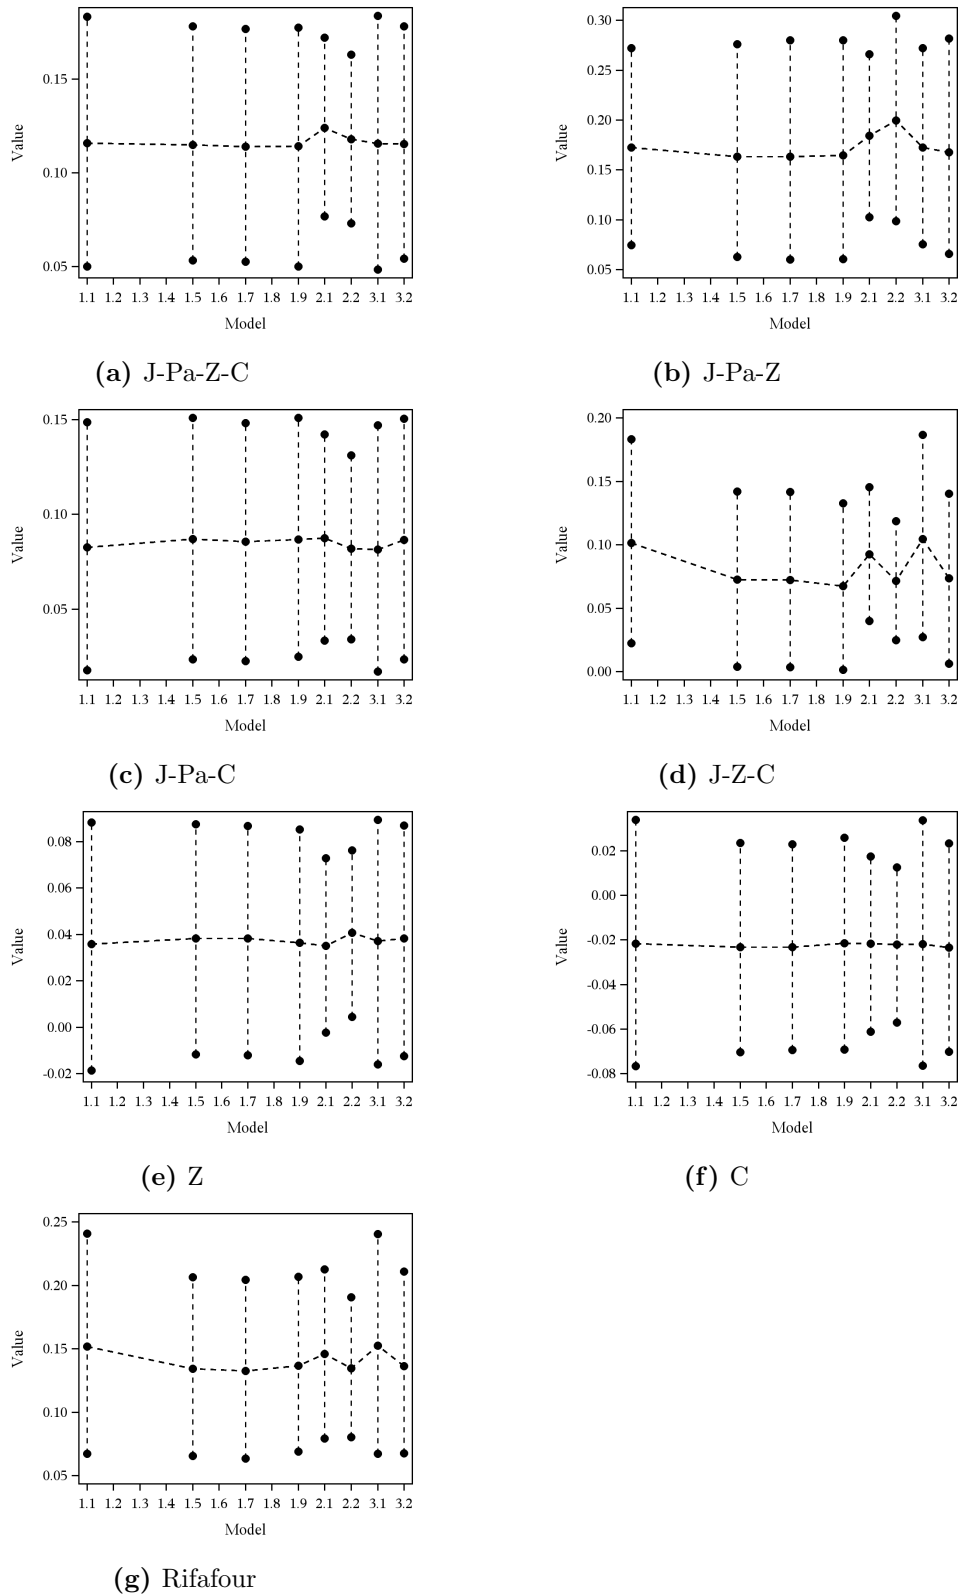 0.15
0.10
0.05
Value
1.1 1.2 1.3 1.4 1.5 1.6 1.7 1.8 1.9 2.1 2.2 3.1 3.2
Model
(a) J-Pa-Z-C
0.30
0.25
0.20
0.15
0.10
0.05
Value
1.1 1.2 1.3 1.4 1.5 1.6 1.7 1.8 1.9 2.1 2.2 3.1 3.2
Model
(b) J-Pa-Z
0.15
0.10
0.05
Value
1.1 1.2 1.3 1.4 1.5 1.6 1.7 1.8 1.9 2.1 2.2 3.1 3.2
Model
(c) J-Pa-C
0.20
0.15
0.10
0.05
0.00
Value
1.1 1.2 1.3 1.4 1.5 1.6 1.7 1.8 1.9 2.1 2.2 3.1 3.2
Model
(d) J-Z-C
0.08
0.06
0.04
0.02
0.00
-0.02
Value
1.1 1.2 1.3 1.4 1.5 1.6 1.7 1.8 1.9 2.1 2.2 3.1 3.2
Model
(e) Z
0.02
0.00
-0.02
-0.04
-0.06
-0.08
Value
1.1 1.2 1.3 1.4 1.5 1.6 1.7 1.8 1.9 2.1 2.2 3.1 3.2
Model
(f) C
0.25
0.20
0.15
0.10
0.05
Value
1.1 1.2 1.3 1.4 1.5 1.6 1.7 1.8 1.9 2.1 2.2 3.1 3.2
Model
(g) Rifafour